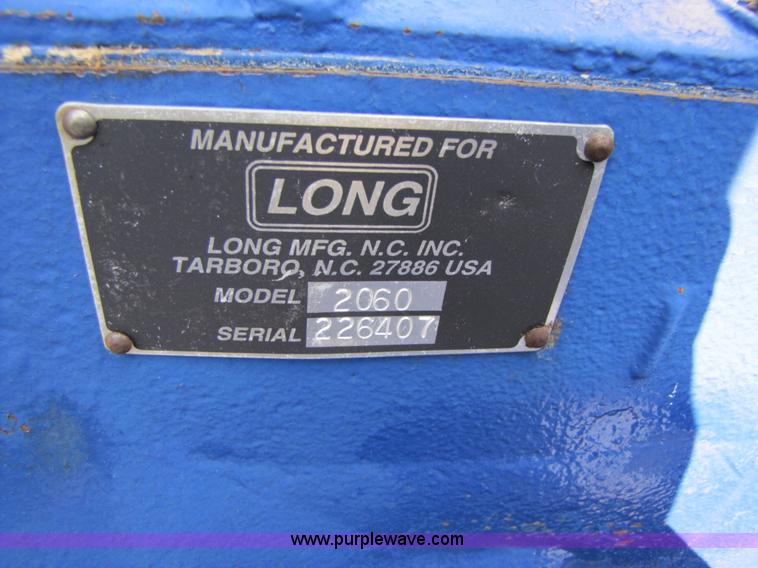 MANUFACTURED FOR
LONG
LONG MFG. N.C. INC.
TARBORO, N.C. 27886 USA
MODEL 2060
SERIAL 226407
www.purplewave.com